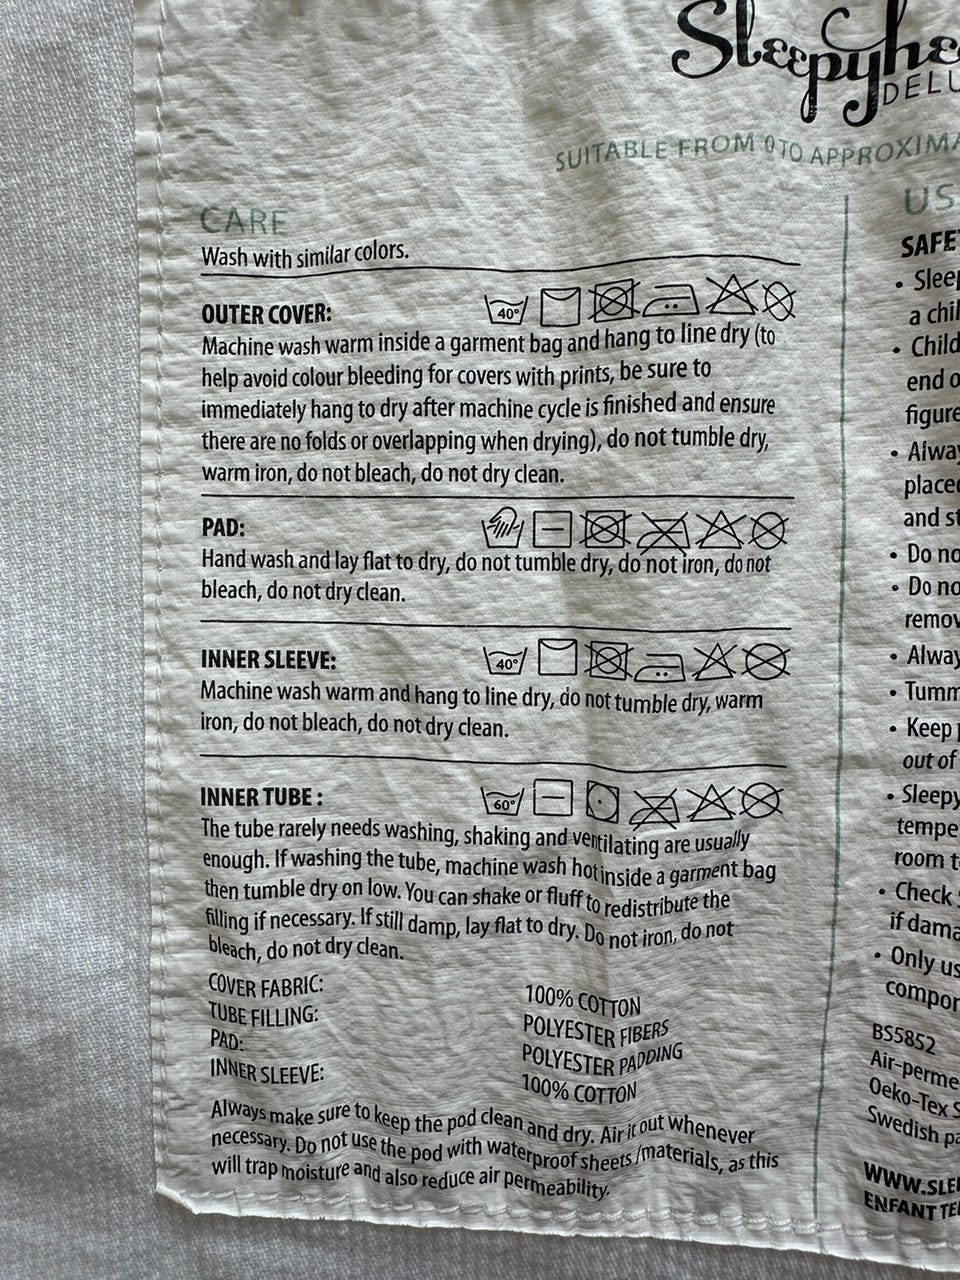 Sleepyhe
DELU
SUITABLE FROM 0 TO APPROXIMA
CARE
Wash with similar colors.
OUTER COVER:
40°
Machine wash warm inside a garment bag and hang to line dry (to
help avoid colour bleeding for covers with prints, be sure to
immediately hang to dry after machine cycle is finished and ensure
there are no folds or overlapping when drying), do not tumble dry,
warm iron, do not bleach, do not dry clean.
PAD:
Hand wash and lay flat to dry, do not tumble dry, do not iron, do not
bleach, do not dry clean.
INNER SLEEVE:
40°
Machine wash warm and hang to line dry, do not tumble dry, warm
iron, do not bleach, do not dry clean.
INNER TUBE :
60°
The tube rarely needs washing, shaking and ventilating are usually
enough. If washing the tube, machine wash hot inside a garment bag
then tumble dry on low. You can shake or fluff to redistribute the
filling if necessary. If still damp, lay flat to dry. Do not iron, do not
bleach, do not dry clean.
COVER FABRIC: 100% COTTON
TUBE FILLING: POLYESTER FIBERS
PAD: POLYESTER PADDING
INNER SLEEVE: 100% COTTON
Always make sure to keep the pod clean and dry. Air it out whenever
necessary. Do not use the pod with waterproof sheets/materials, as this
will trap moisture and also reduce air permeability.
US
SAFE
• Sleep
a chil
• Child
end o
figure
• Alway
placed
and st
• Do no
• Do no
remov
• Alway
• Tumm
• Keep
out of
• Sleepy
tempe
room t
• Check
if dama
• Only us
compor
BS5852
Air-perme
Oeko-Tex S
Swedish pa
WWW.SLEE
ENFANT TE